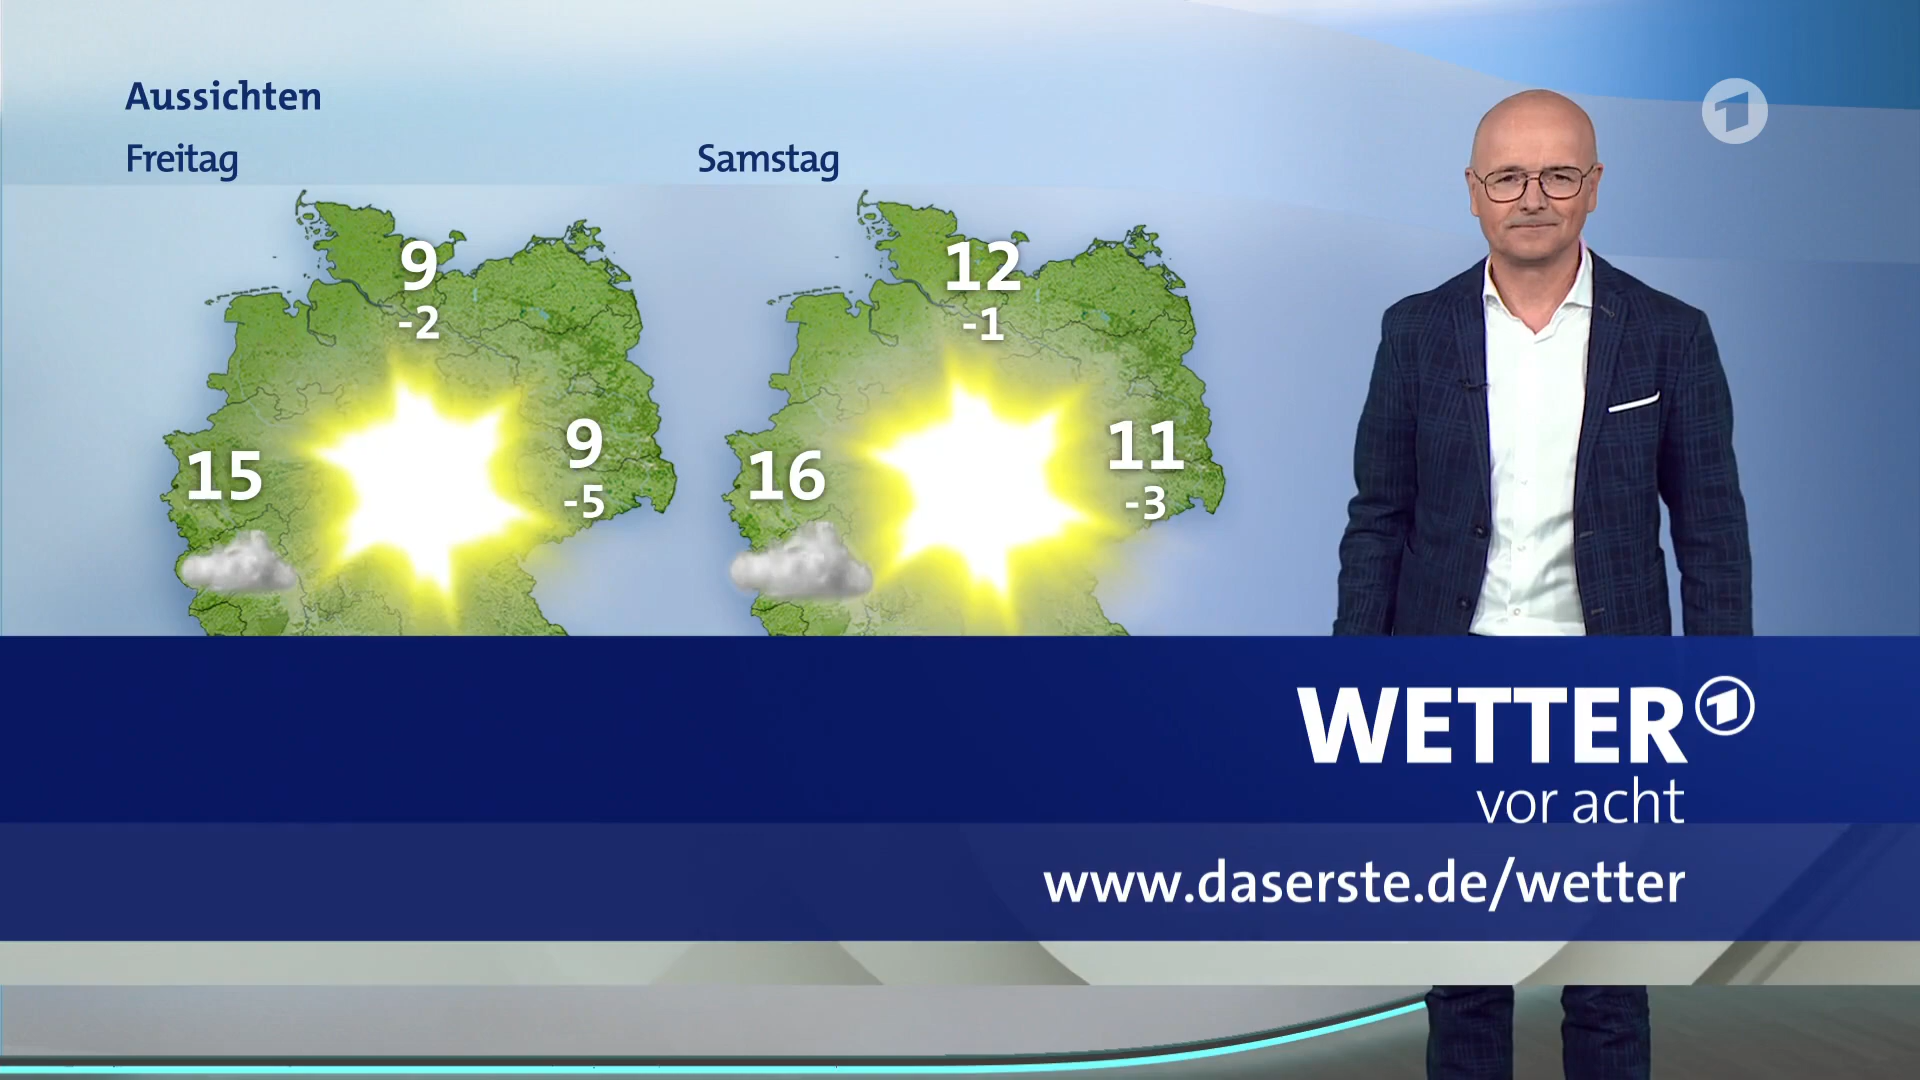 Aussichten
Freitag
Samstag
9
-2
12
-1
15
9
-5
16
11
-3
WETTER 1
vor acht
www.daserste.de/wetter